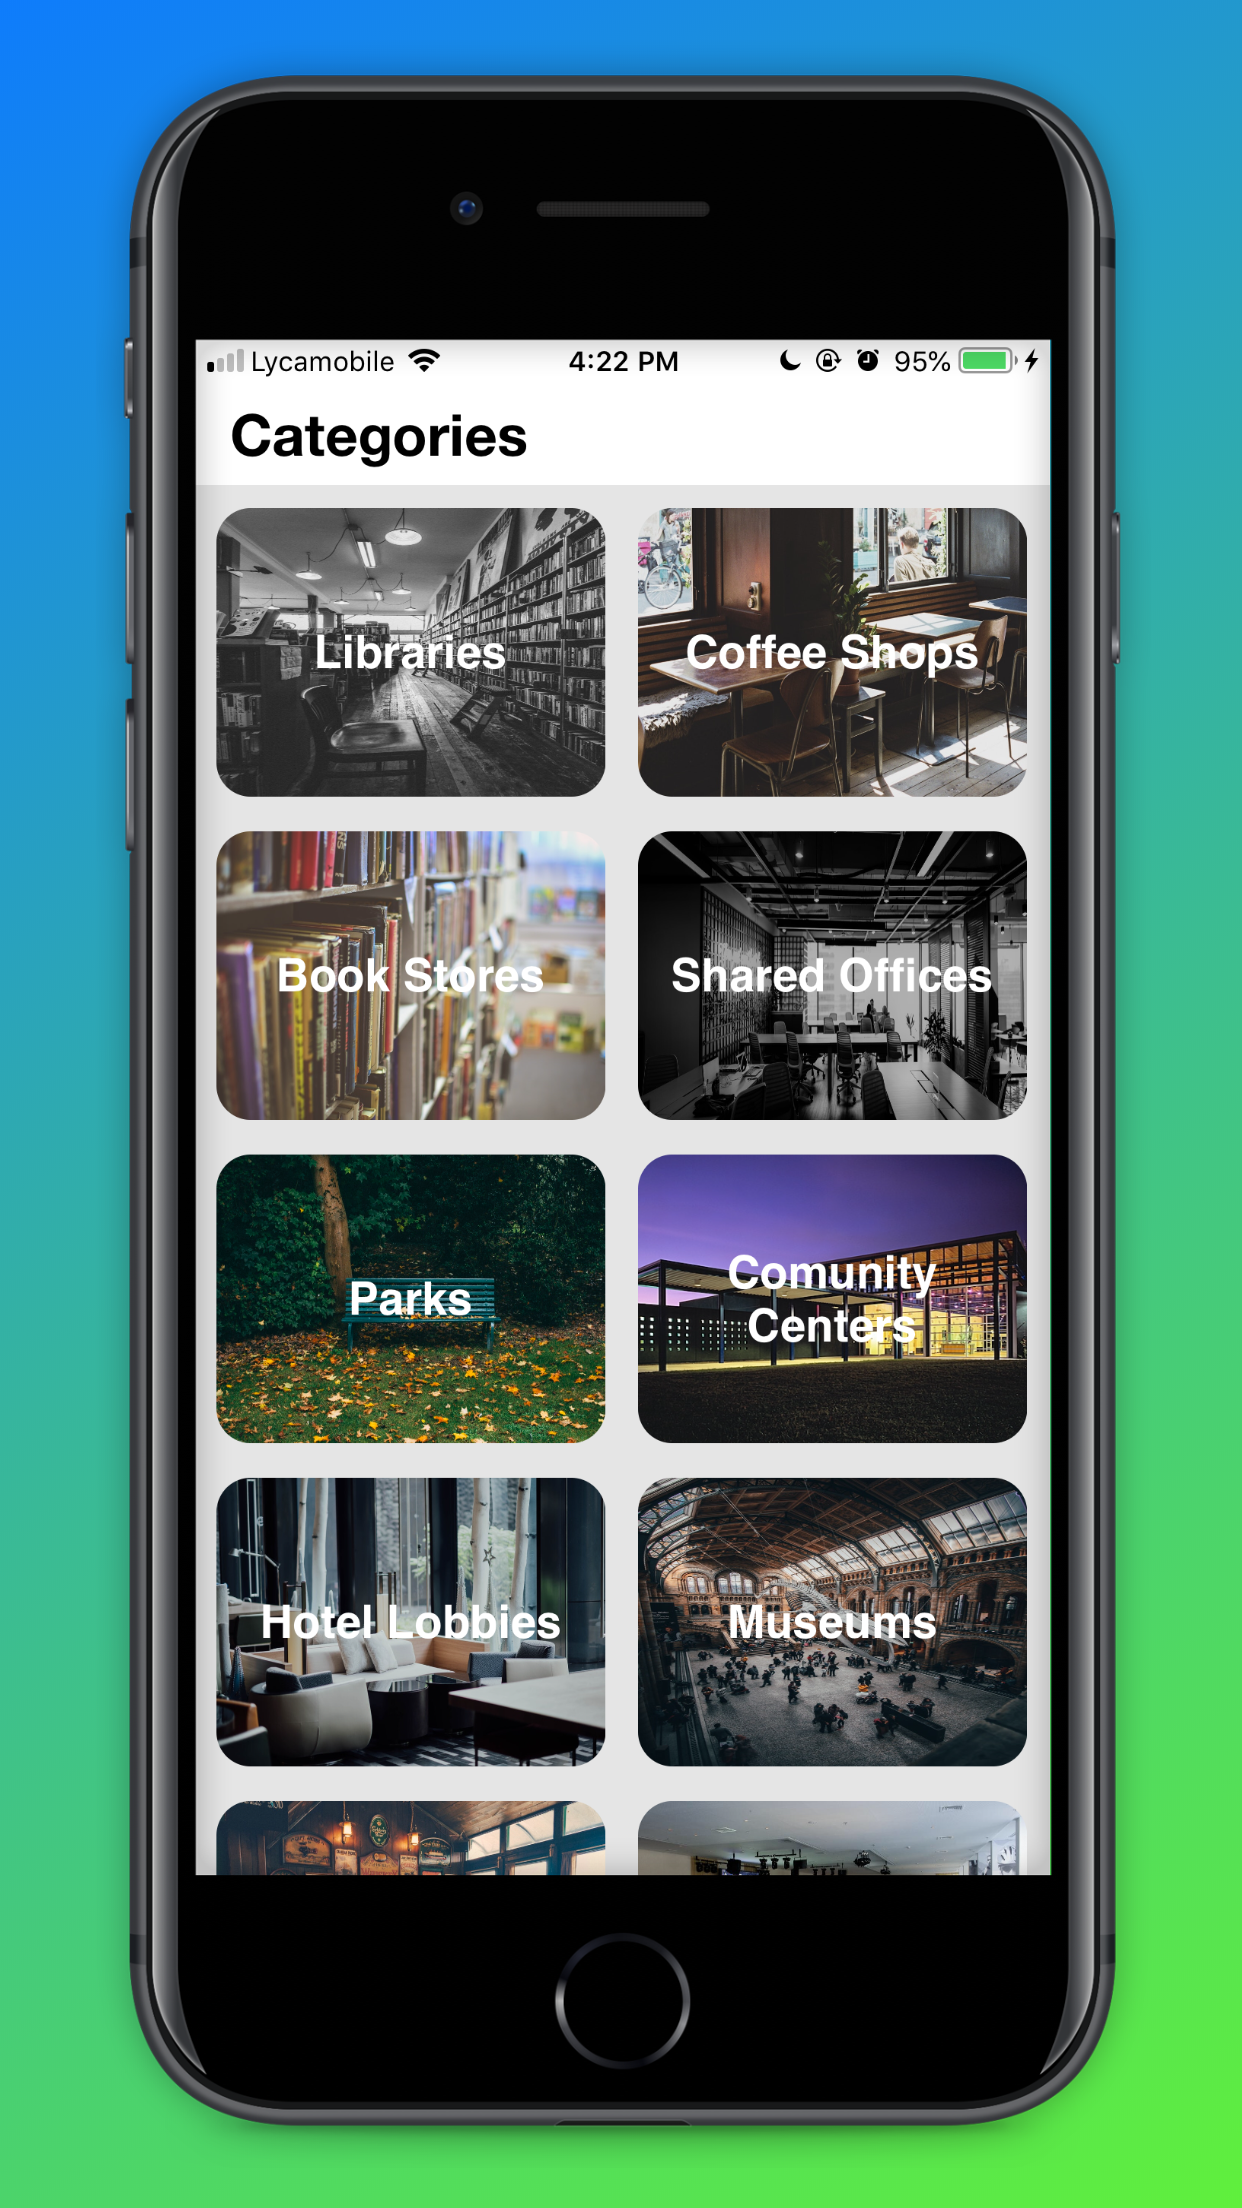 Lycamobile 4:22 PM 95%
Categories
Libraries
Coffee Shops
Book Stores
Shared Offices
Parks
Comunity
Centers
Hotel Lobbies
Museums